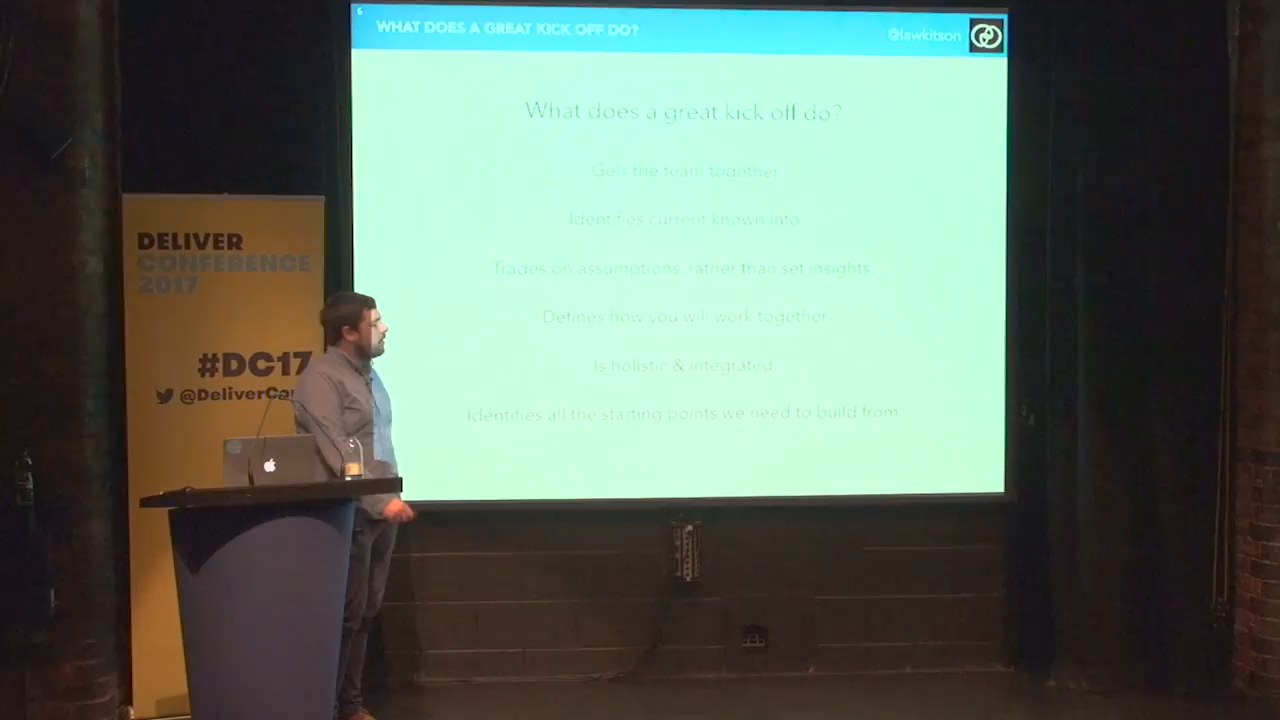 6
WHAT DOES A GREAT KICK OFF DO?
@lawkitson
What does a great kick off do?
Gels the team together
Identifies current known info
Trades on assumptions, rather than set insights.
Defines how you will work together
Is holistic & integrated
Identifies all the starting points we need to build from
DELIVER
CONFERENCE
2017
#DC17